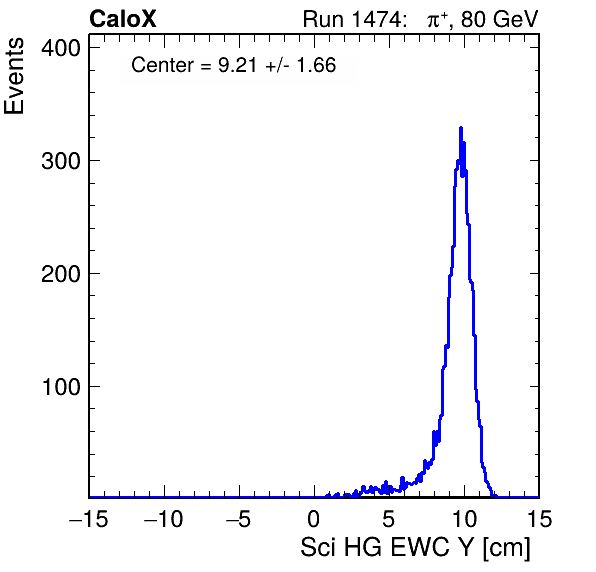 CaloX Run 1474: π⁺, 80 GeV
Center = 9.21 +/- 1.66
Events
400
300
200
100
−15 −10 −5 0 5 10 15
Sci HG EWC Y [cm]